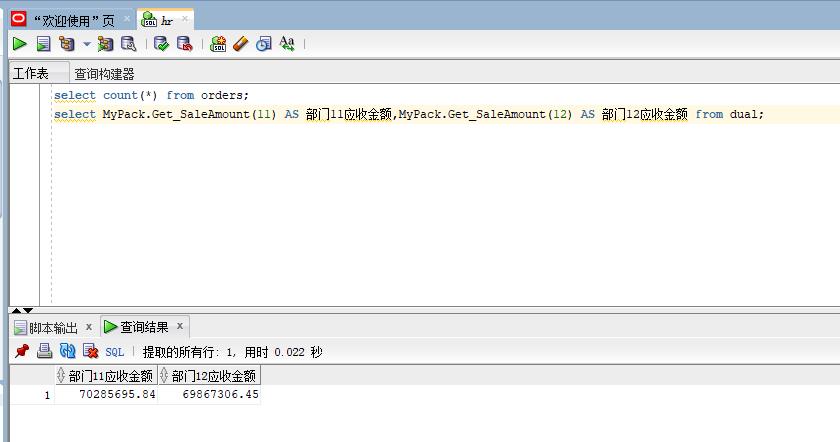 “欢迎使用”页
hr
工作表 查询构建器
select count(*) from orders;
select MyPack.Get_SaleAmount(11) AS 部门11应收金额,MyPack.Get_SaleAmount(12) AS 部门12应收金额 from dual;
脚本输出 x 查询结果 x
SQL 提取的所有行: 1, 用时 0.022 秒
部门11应收金额 部门12应收金额
1 70285695.84 69867306.45